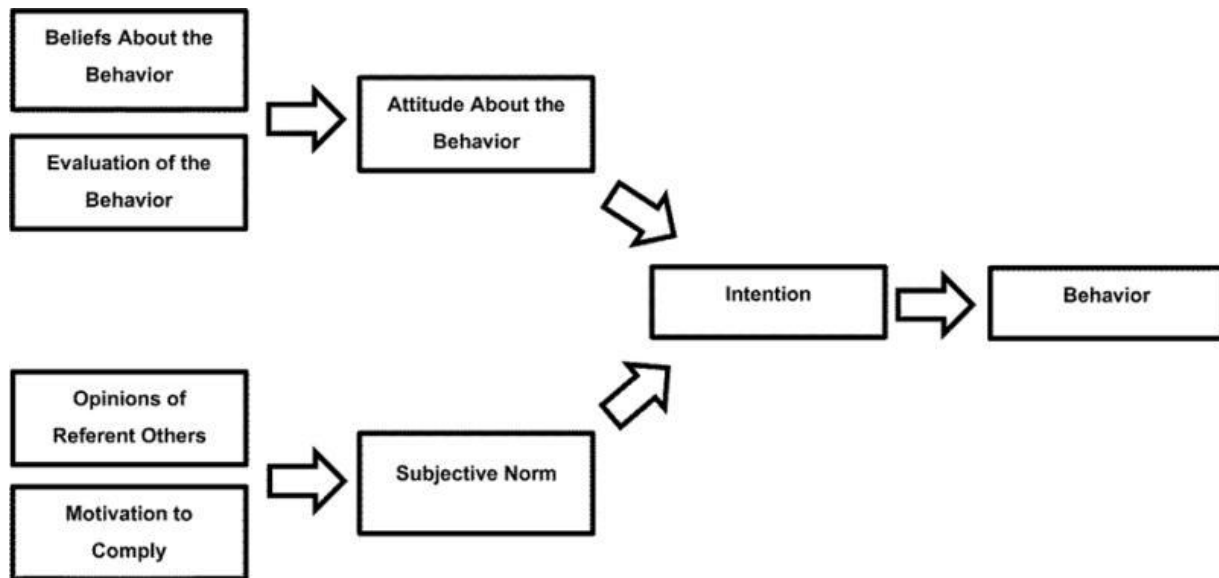 Beliefs About the
Behavior
Evaluation of the
Behavior
Attitude About the
Behavior
Opinions of
Referent Others
Motivation to
Comply
Subjective Norm
Intention
Behavior